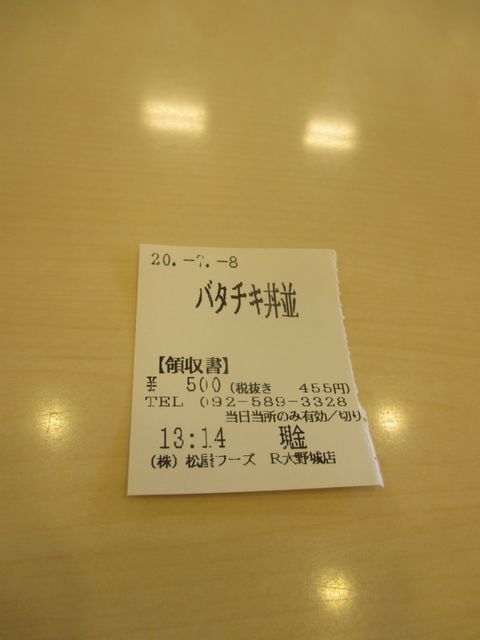 20.-7.-8
バタチキ丼並
【領収書】
¥ 500 (税抜き 455円)
TEL 092-589-3328
当日当所のみ有効/切り、
13:14 現金
(株) 松屋フーズ R大野城店